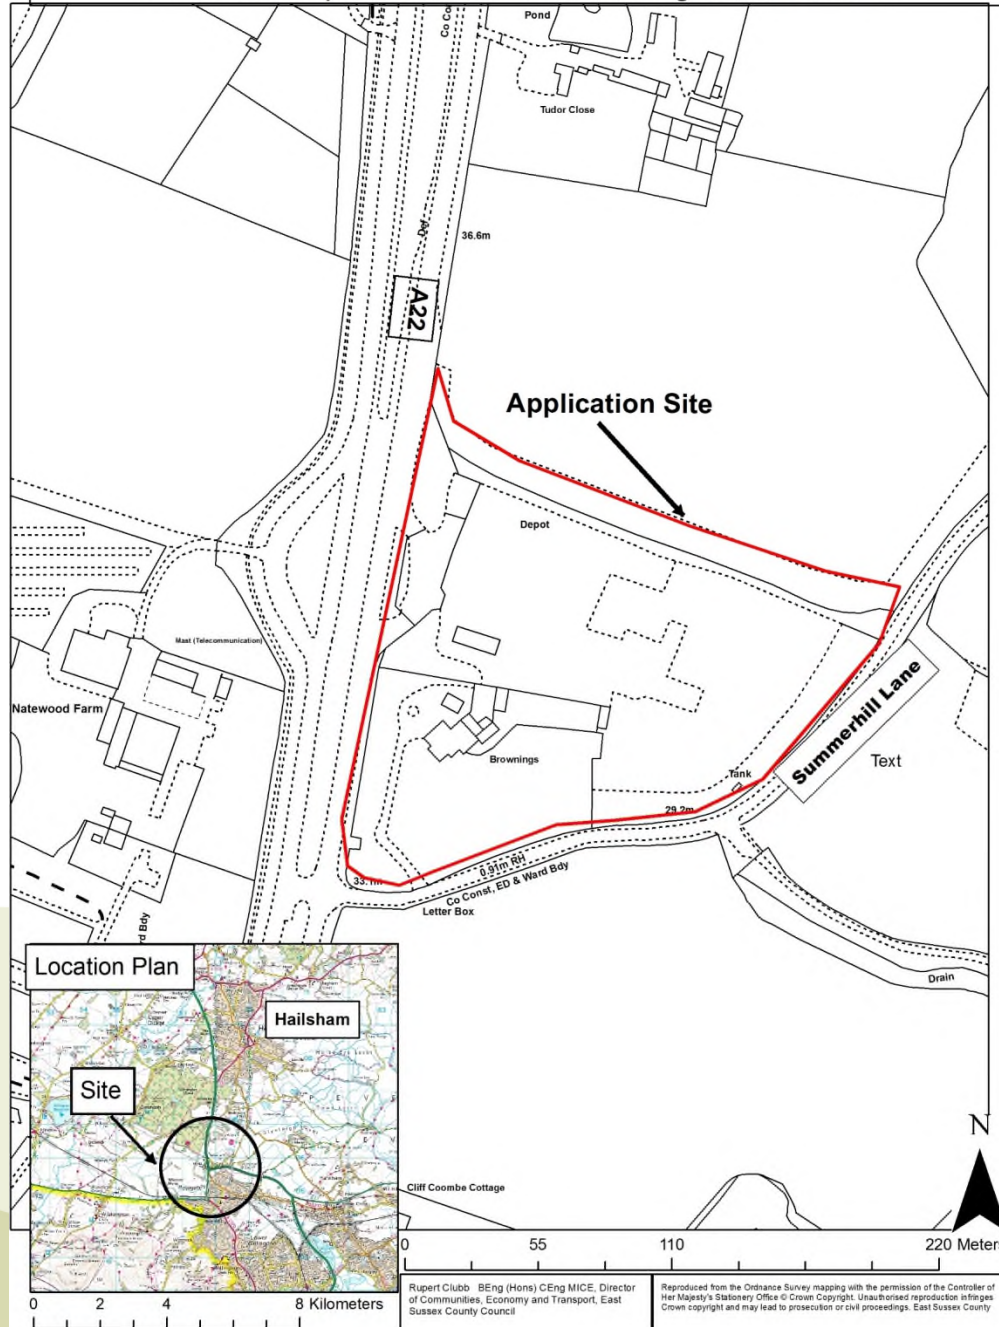 Pond
Co Co
Tudor Close
Def
36.6m
A22
Application Site
Depot
Mast (Telecommunication)
Natewood Farm
Brownings
Summerhill Lane
Text
Tank
29.2m
0.91m RH
Co Const, ED & Ward Bdy
Letter Box
rd Bdy
Drain
Location Plan
Hailsham
Site
N
Cliff Coombe Cottage
0 55 110 220 Meters
0 2 4 8 Kilometers
Rupert Clubb BEng (Hons) CEng MICE, Director
of Communities, Economy and Transport, East
Sussex County Council
Reproduced from the Ordnance Survey mapping with the permission of the Controller of
Her Majesty's Stationery Office © Crown Copyright. Unauthorised reproduction infringes
Crown copyright and may lead to prosecution or civil proceedings. East Sussex County